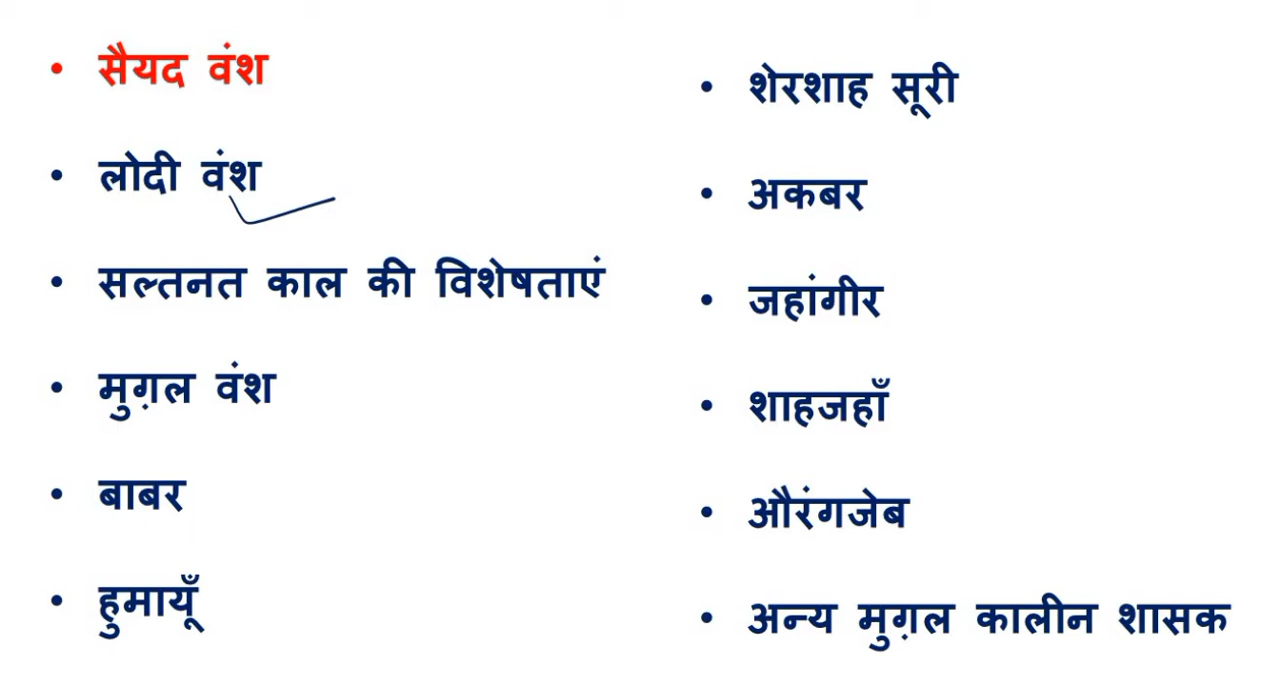 • सैयद वंश
• लोदी वंश
• सल्तनत काल की विशेषताएं
• मुग़ल वंश
• बाबर
• हुमायूँ
• शेरशाह सूरी
• अकबर
• जहांगीर
• शाहजहाँ
• औरंगजेब
• अन्य मुग़ल कालीन शासक